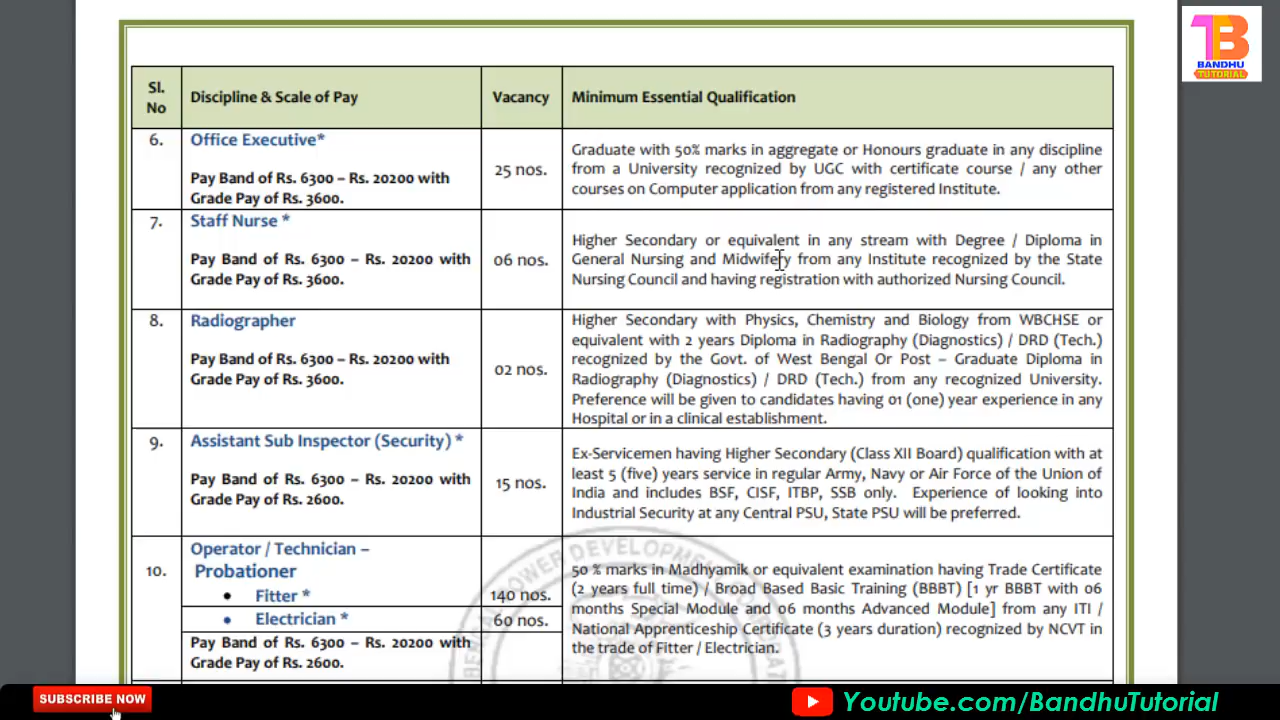 BANDHU
TUTORIAL
Sl.
No
Discipline & Scale of Pay
Vacancy
Minimum Essential Qualification
6.
Office Executive*
Pay Band of Rs. 6300 – Rs. 20200 with
Grade Pay of Rs. 3600.
25 nos.
Graduate with 50% marks in aggregate or Honours graduate in any discipline
from a University recognized by UGC with certificate course / any other
courses on Computer application from any registered Institute.
7.
Staff Nurse *
Pay Band of Rs. 6300 – Rs. 20200 with
Grade Pay of Rs. 3600.
06 nos.
Higher Secondary or equivalent in any stream with Degree / Diploma in
General Nursing and Midwifery from any Institute recognized by the State
Nursing Council and having registration with authorized Nursing Council.
8.
Radiographer
Pay Band of Rs. 6300 – Rs. 20200 with
Grade Pay of Rs. 3600.
02 nos.
Higher Secondary with Physics, Chemistry and Biology from WBCHSE or
equivalent with 2 years Diploma in Radiography (Diagnostics) / DRD (Tech.)
recognized by the Govt. of West Bengal Or Post – Graduate Diploma in
Radiography (Diagnostics) / DRD (Tech.) from any recognized University.
Preference will be given to candidates having 01 (one) year experience in any
Hospital or in a clinical establishment.
9.
Assistant Sub Inspector (Security) *
Pay Band of Rs. 6300 – Rs. 20200 with
Grade Pay of Rs. 2600.
15 nos.
Ex-Servicemen having Higher Secondary (Class XII Board) qualification with at
least 5 (five) years service in regular Army, Navy or Air Force of the Union of
India and includes BSF, CISF, ITBP, SSB only. Experience of looking into
Industrial Security at any Central PSU, State PSU will be preferred.
10.
Operator / Technician –
Probationer
• Fitter *
140 nos.
• Electrician *
60 nos.
Pay Band of Rs. 6300 – Rs. 20200 with
Grade Pay of Rs. 2600.
50 % marks in Madhyamik or equivalent examination having Trade Certificate
(2 years full time) / Broad Based Basic Training (BBBT) [1 yr BBBT with 06
months Special Module and 06 months Advanced Module] from any ITI /
National Apprenticeship Certificate (3 years duration) recognized by NCVT in
the trade of Fitter / Electrician.
POWER DEVELOPMENT
SUBSCRIBE NOW
Youtube.com/BandhuTutorial